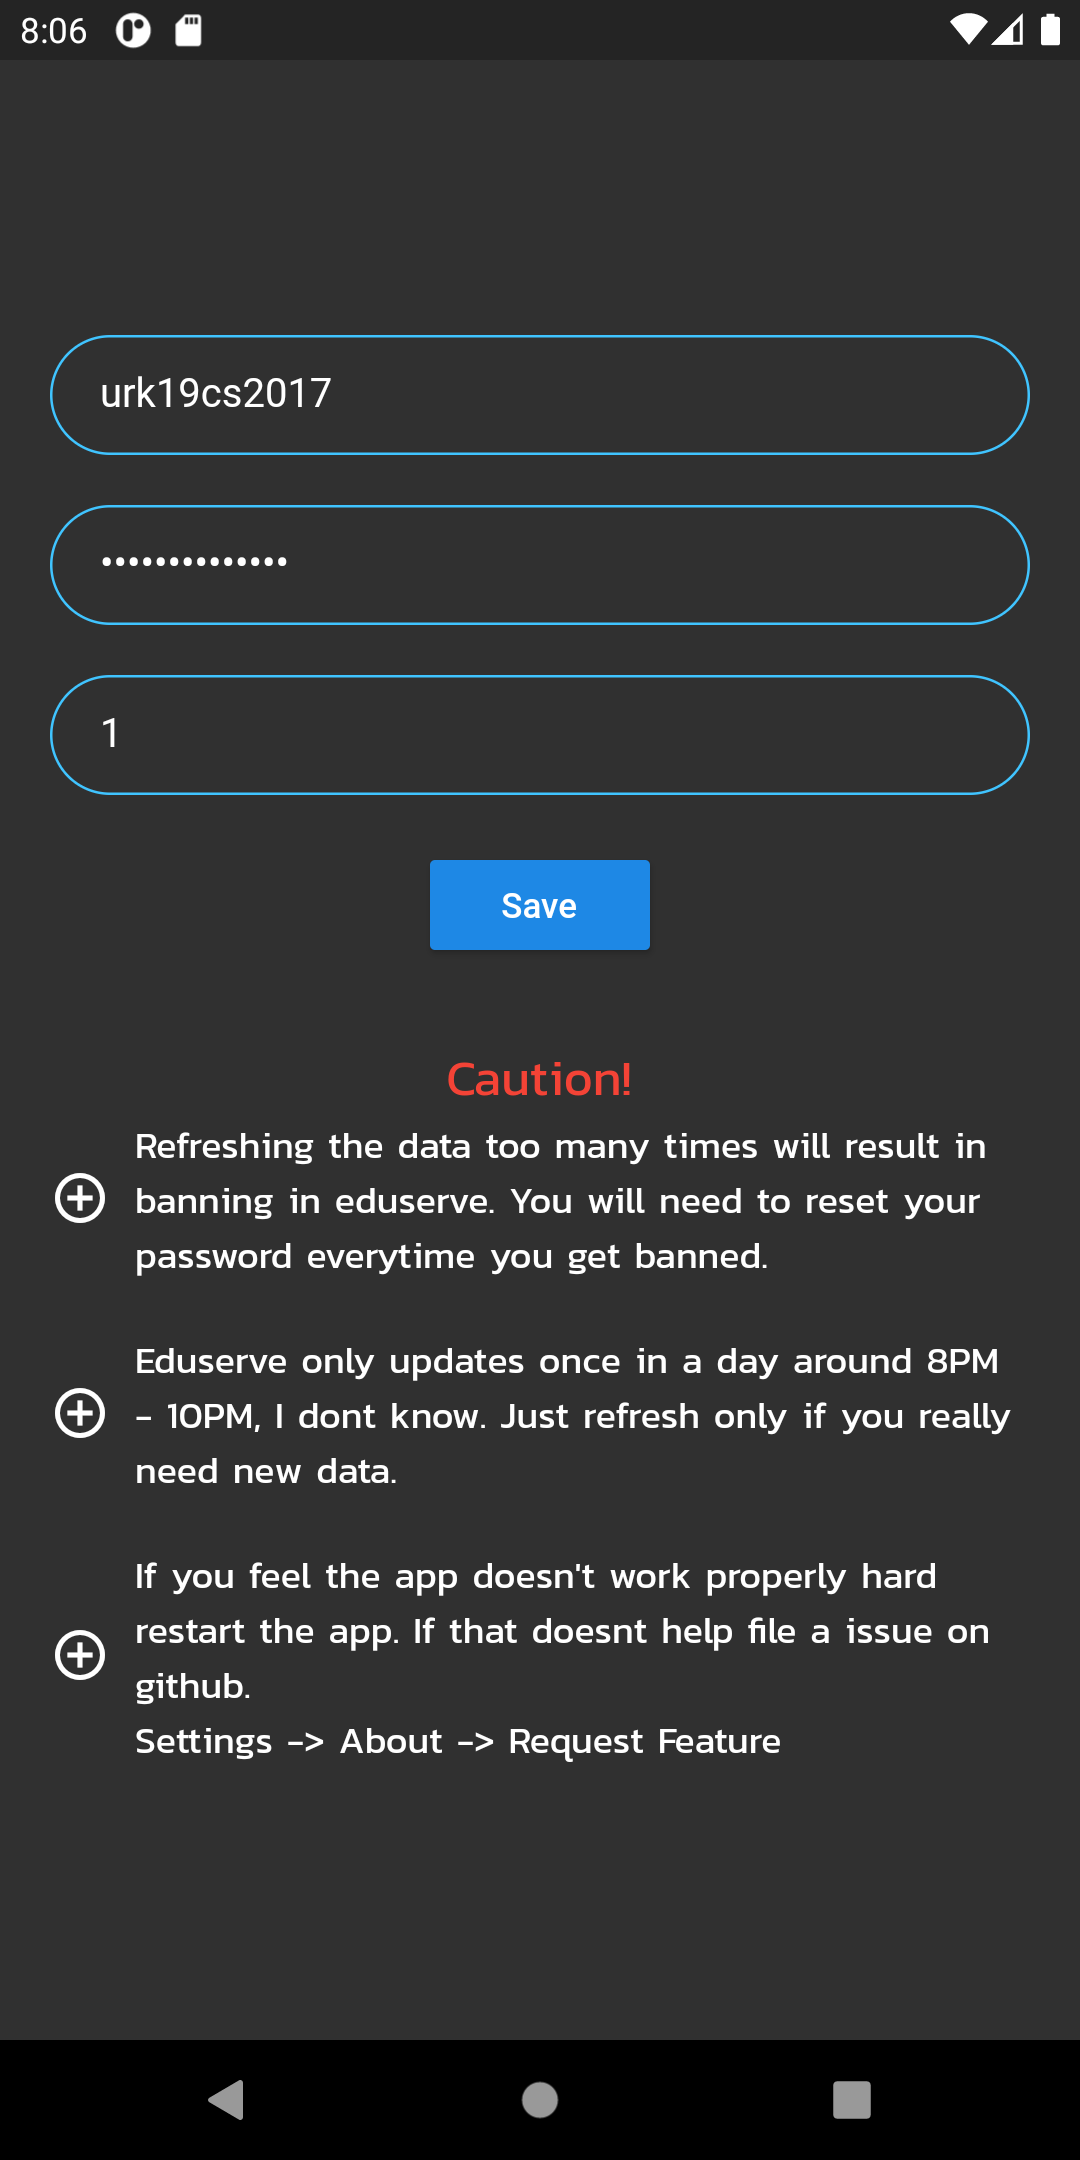 8:06
urk19cs2017
••••••••••••••
1
Save
Caution!
Refreshing the data too many times will result in
banning in eduserve. You will need to reset your
password everytime you get banned.
Eduserve only updates once in a day around 8PM
- 10PM, I dont know. Just refresh only if you really
need new data.
If you feel the app doesn't work properly hard
restart the app. If that doesnt help file a issue on
github.
Settings -> About -> Request Feature